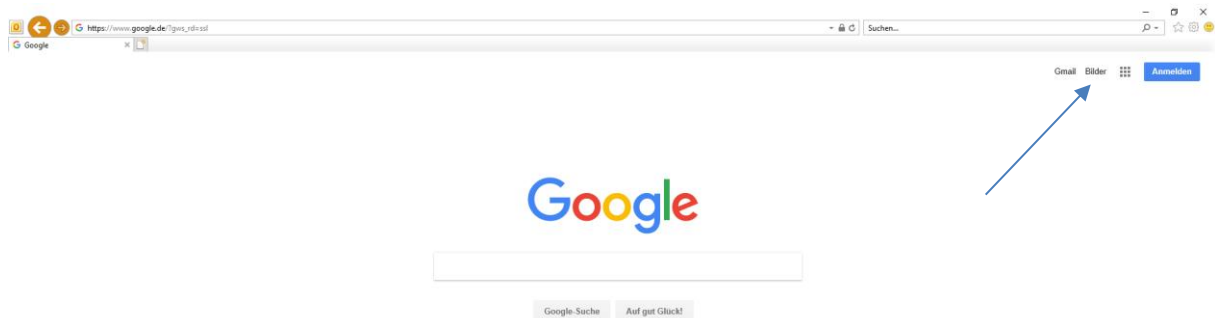 https://www.google.de/?gws_rd=ssl
Suchen...
Google
Gmail Bilder Anmelden
Google
Google-Suche Auf gut Glück!